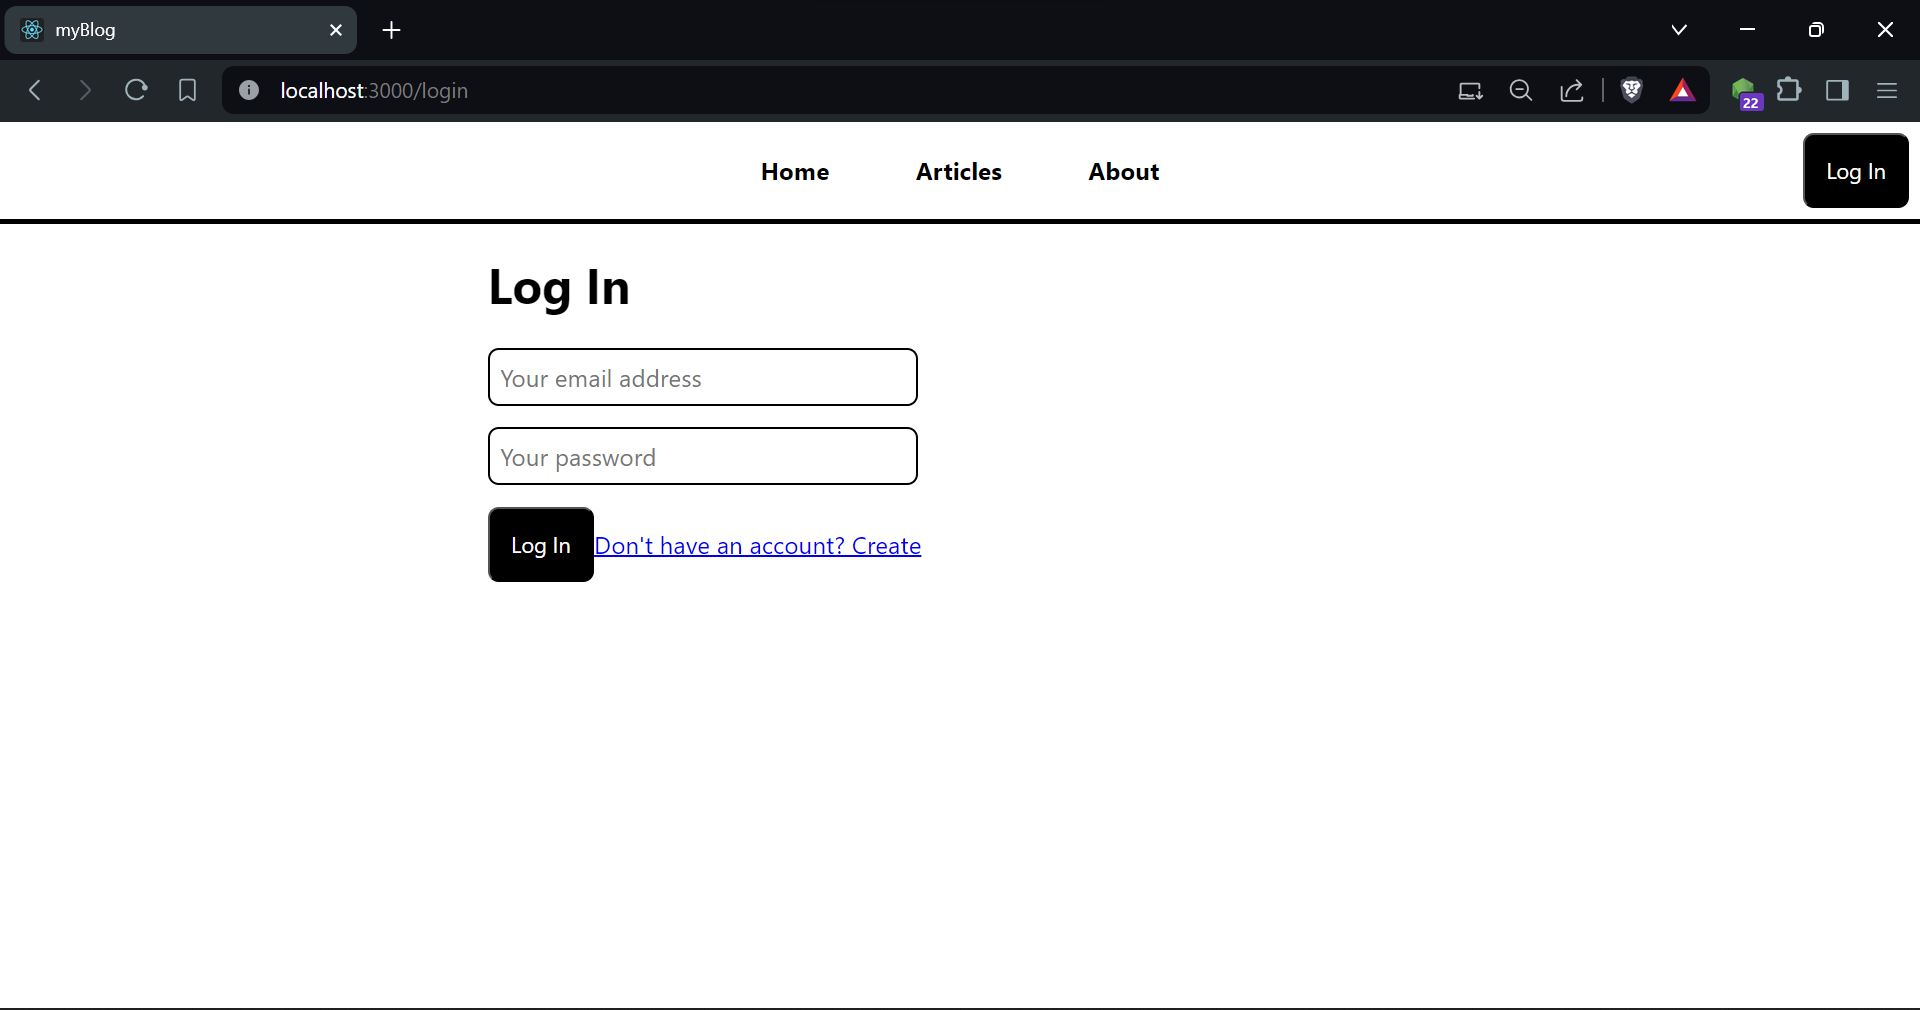 myBlog
localhost:3000/login
22
Home Articles About Log In
Log In
Your email address
Your password
Log In Don't have an account? Create